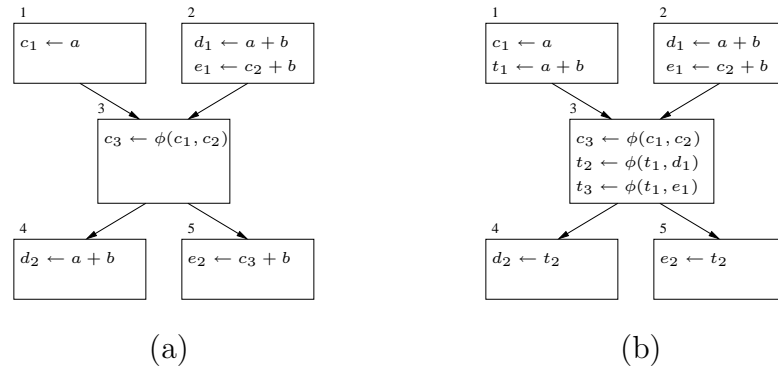 1
c₁ ← a
2
d₁ ← a + b
e₁ ← c₂ + b
3
c₃ ← ϕ(c₁, c₂)
4
d₂ ← a + b
5
e₂ ← c₃ + b
(a)
1
c₁ ← a
t₁ ← a + b
2
d₁ ← a + b
e₁ ← c₂ + b
3
c₃ ← ϕ(c₁, c₂)
t₂ ← ϕ(t₁, d₁)
t₃ ← ϕ(t₁, e₁)
4
d₂ ← t₂
5
e₂ ← t₂
(b)